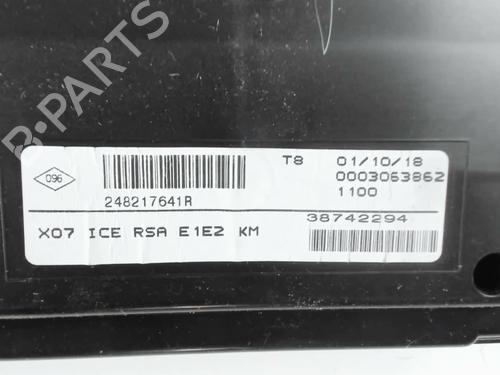 B-PARTS
096
248217641R
T8 01/10/18
0003063862
1100
38742294
X07 ICE RSA E1E2 KM